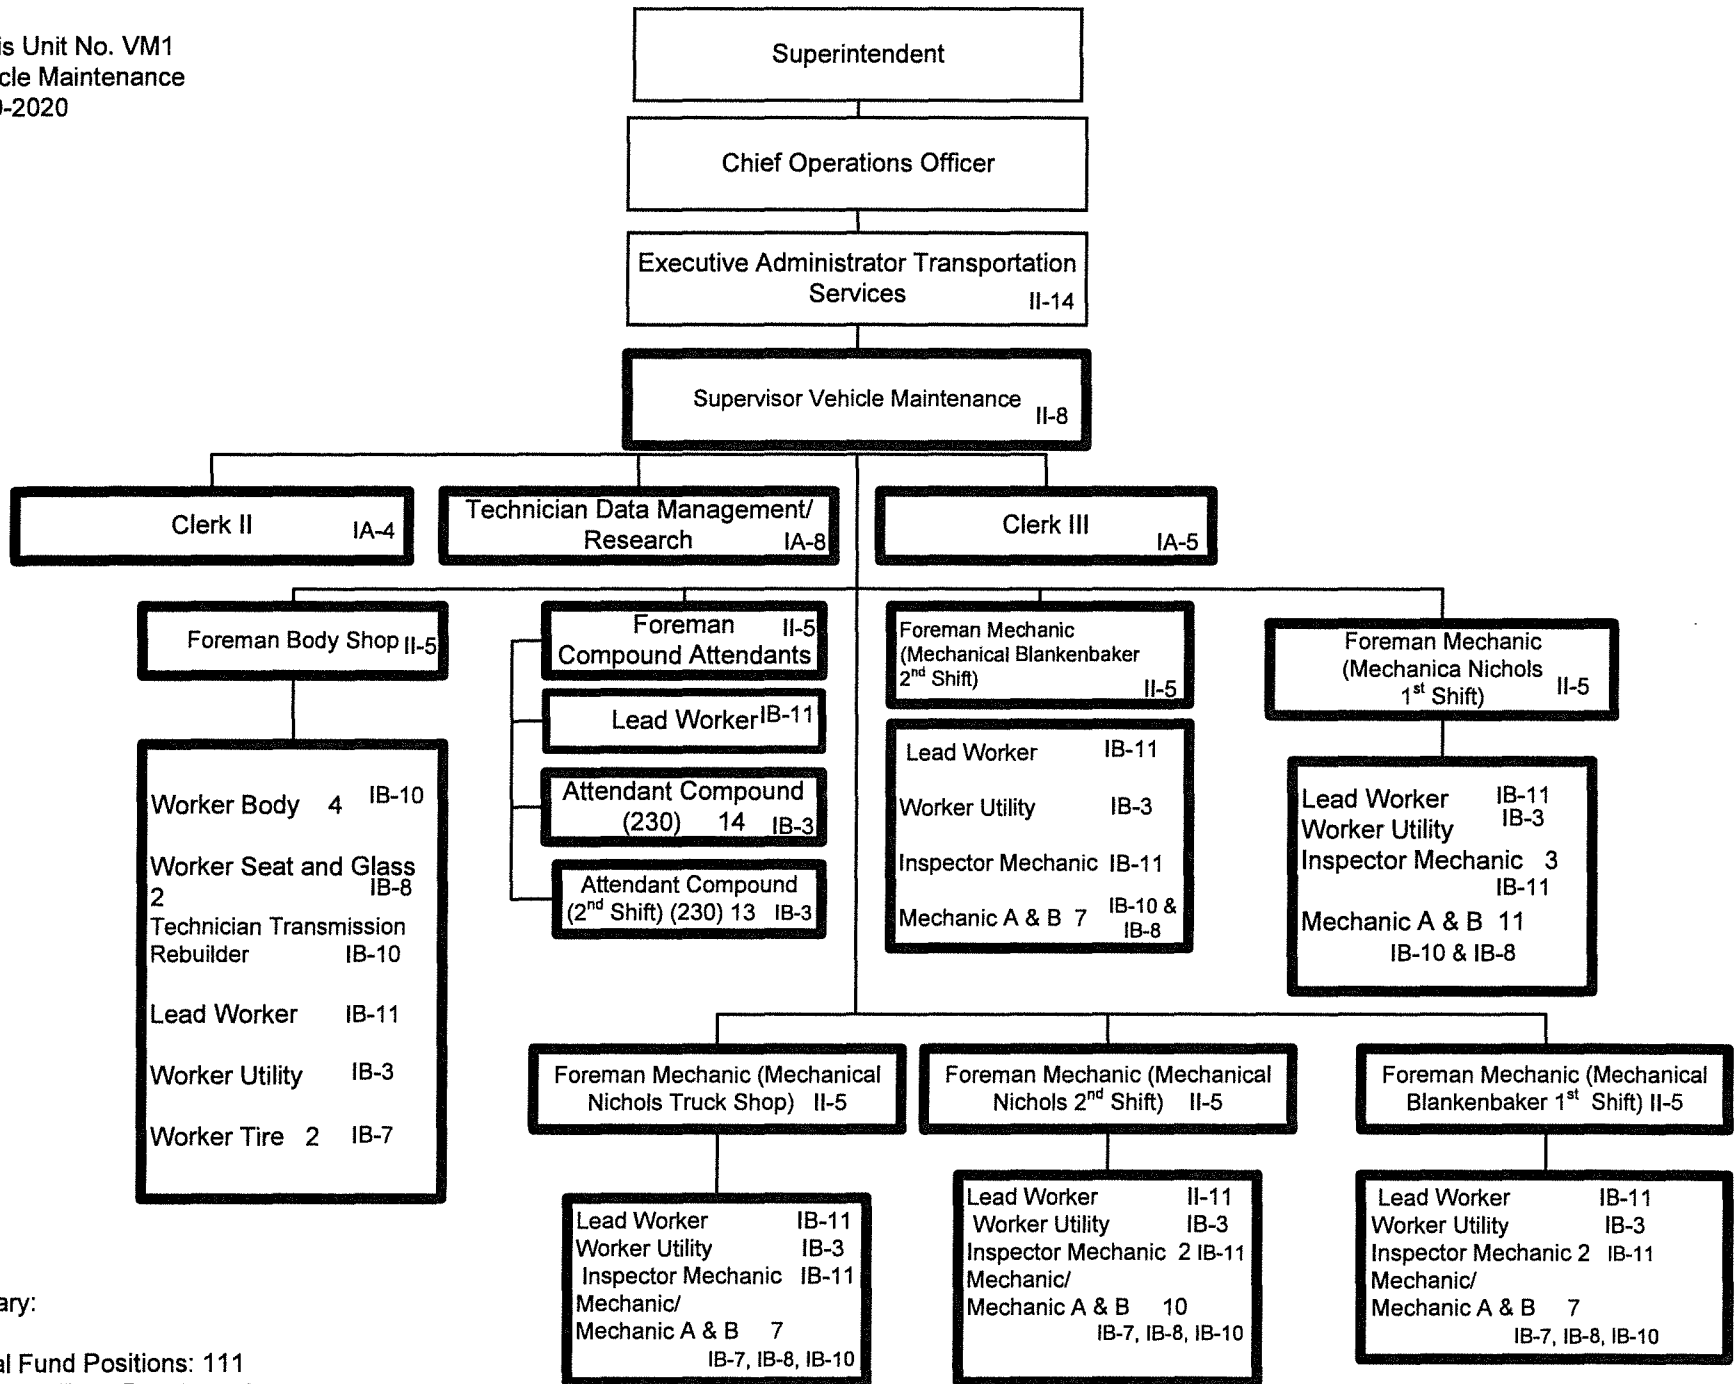 is Unit No. VM1
cle Maintenance
-2020
Superintendent
Chief Operations Officer
Executive Administrator Transportation
Services II-14
Supervisor Vehicle Maintenance II-8
Clerk II IA-4
Technician Data Management/
Research IA-8
Clerk III IA-5
Foreman Body Shop II-5
Worker Body 4 IB-10
Worker Seat and Glass
2 IB-8
Technician Transmission
Rebuilder IB-10
Lead Worker IB-11
Worker Utility IB-3
Worker Tire 2 IB-7
Foreman II-5
Compound Attendants
Lead Worker IB-11
Attendant Compound
(230) 14 IB-3
Attendant Compound
(2nd Shift) (230) 13 IB-3
Foreman Mechanic
(Mechanical Blankenbaker
2nd Shift) II-5
Lead Worker IB-11
Worker Utility IB-3
Inspector Mechanic IB-11
Mechanic A & B 7 IB-10 &
IB-8
Foreman Mechanic
(Mechanica Nichols
1st Shift) II-5
Lead Worker IB-11
Worker Utility IB-3
Inspector Mechanic 3
IB-11
Mechanic A & B 11
IB-10 & IB-8
Foreman Mechanic (Mechanical
Nichols Truck Shop) II-5
Lead Worker IB-11
Worker Utility IB-3
Inspector Mechanic IB-11
Mechanic/
Mechanic A & B 7
IB-7, IB-8, IB-10
Foreman Mechanic (Mechanical
Nichols 2nd Shift) II-5
Lead Worker II-11
Worker Utility IB-3
Inspector Mechanic 2 IB-11
Mechanic/
Mechanic A & B 10
IB-7, IB-8, IB-10
Foreman Mechanic (Mechanical
Blankenbaker 1st Shift) II-5
Lead Worker IB-11
Worker Utility IB-3
Inspector Mechanic 2 IB-11
Mechanic/
Mechanic A & B 7
IB-7, IB-8, IB-10
ary:
al Fund Positions: 111